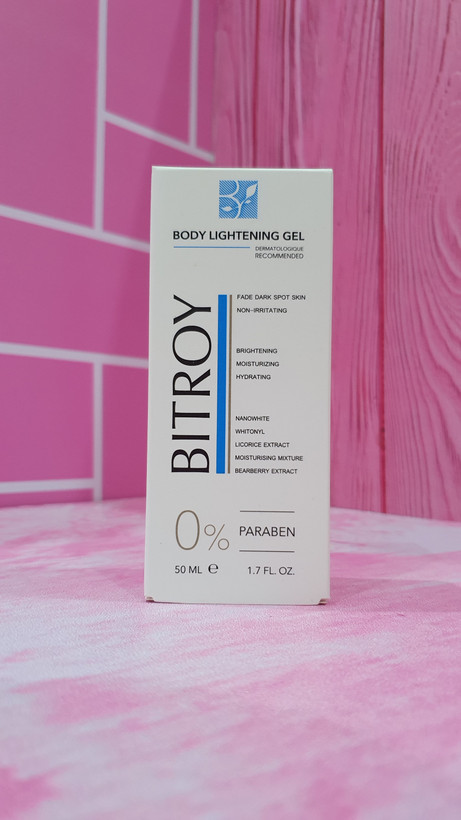 BODY LIGHTENING GEL
DERMATOLOGIQUE
RECOMMENDED
BITROY
FADE DARK SPOT SKIN
NON-IRRITATING
BRIGHTENING
MOISTURIZING
HYDRATING
NANOWHITE
WHITONYL
LICORICE EXTRACT
MOISTURISING MIXTURE
BEARBERRY EXTRACT
0% PARABEN
50 ML ℮ 1.7 FL. OZ.